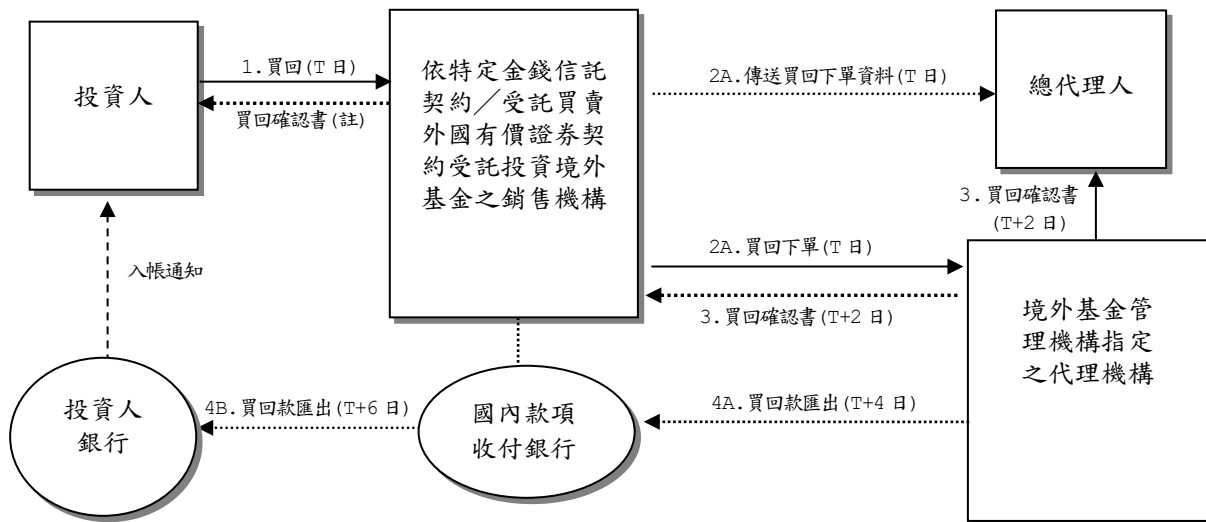 投資人
1.買回(T 日)
買回確認書(註)
依特定金錢信託
契約／受託買賣
外國有價證券契
約受託投資境外
基金之銷售機構
2A.傳送買回下單資料(T 日)
總代理人
3.買回確認書
(T+2 日)
2A.買回下單(T 日)
3.買回確認書(T+2 日)
境外基金管
理機構指定
之代理機構
入帳通知
投資人
銀行
4B.買回款匯出(T+6 日)
國內款項
收付銀行
4A.買回款匯出(T+4 日)